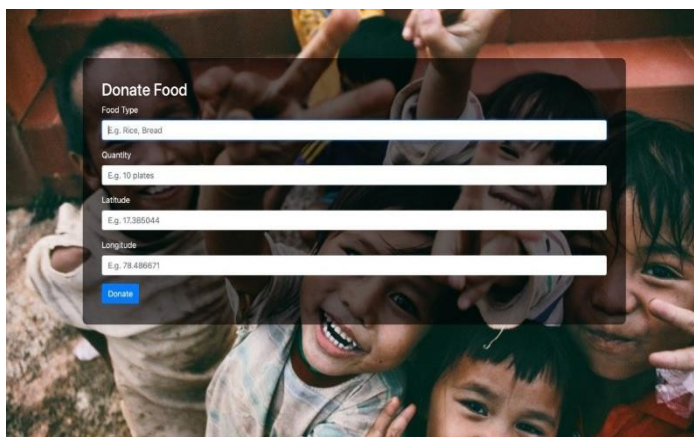 Donate Food
Food Type
E.g. Rice, Bread
Quantity
E.g. 10 plates
Latitude
E.g. 17.385044
Longitude
E.g. 78.486671
Donate